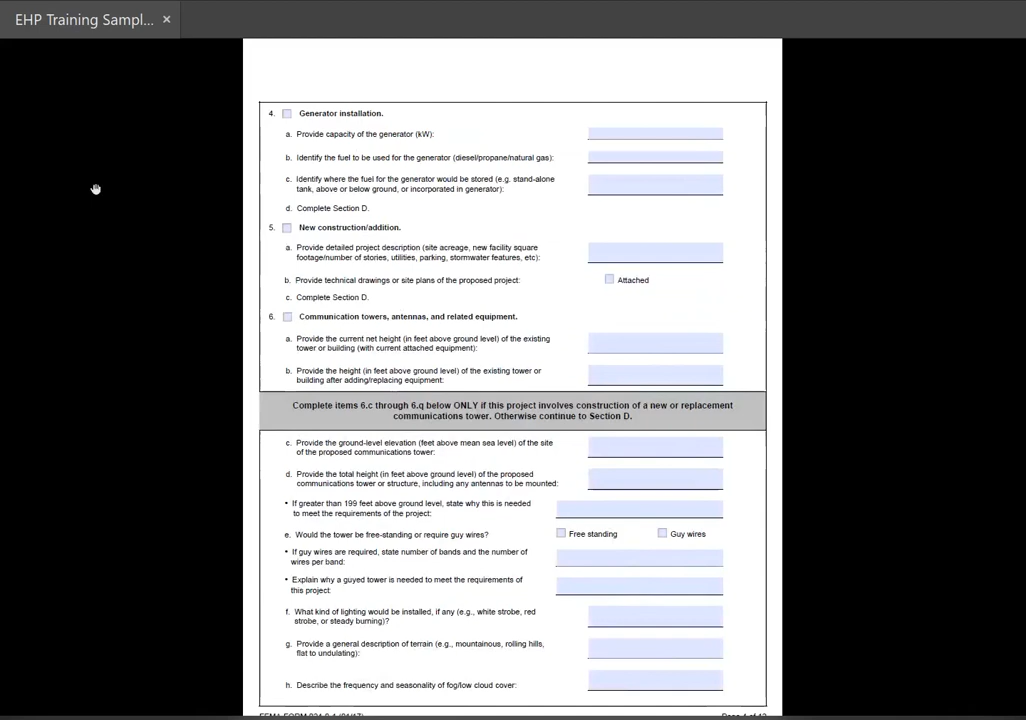 EHP Training Sampl... ×
4. Generator installation.
a. Provide capacity of the generator (kW):
b. Identify the fuel to be used for the generator (diesel/propane/natural gas):
c. Identify where the fuel for the generator would be stored (e.g. stand-alone
tank, above or below ground, or incorporated in generator):
d. Complete Section D.
5. New construction/addition.
a. Provide detailed project description (site acreage, new facility square
footage/number of stories, utilities, parking, stormwater features, etc):
b. Provide technical drawings or site plans of the proposed project: Attached
c. Complete Section D.
6. Communication towers, antennas, and related equipment.
a. Provide the current net height (in feet above ground level) of the existing
tower or building (with current attached equipment):
b. Provide the height (in feet above ground level) of the existing tower or
building after adding/replacing equipment:
Complete items 6.c through 6.q below ONLY if this project involves construction of a new or replacement
communications tower. Otherwise continue to Section D.
c. Provide the ground-level elevation (feet above mean sea level) of the site
of the proposed communications tower:
d. Provide the total height (in feet above ground level) of the proposed
communications tower or structure, including any antennas to be mounted:
• If greater than 199 feet above ground level, state why this is needed
to meet the requirements of the project:
e. Would the tower be free-standing or require guy wires? Free standing Guy wires
• If guy wires are required, state number of bands and the number of
wires per band:
• Explain why a guyed tower is needed to meet the requirements of
this project:
f. What kind of lighting would be installed, if any (e.g., white strobe, red
strobe, or steady burning)?
g. Provide a general description of terrain (e.g., mountainous, rolling hills,
flat to undulating):
h. Describe the frequency and seasonality of fog/low cloud cover: